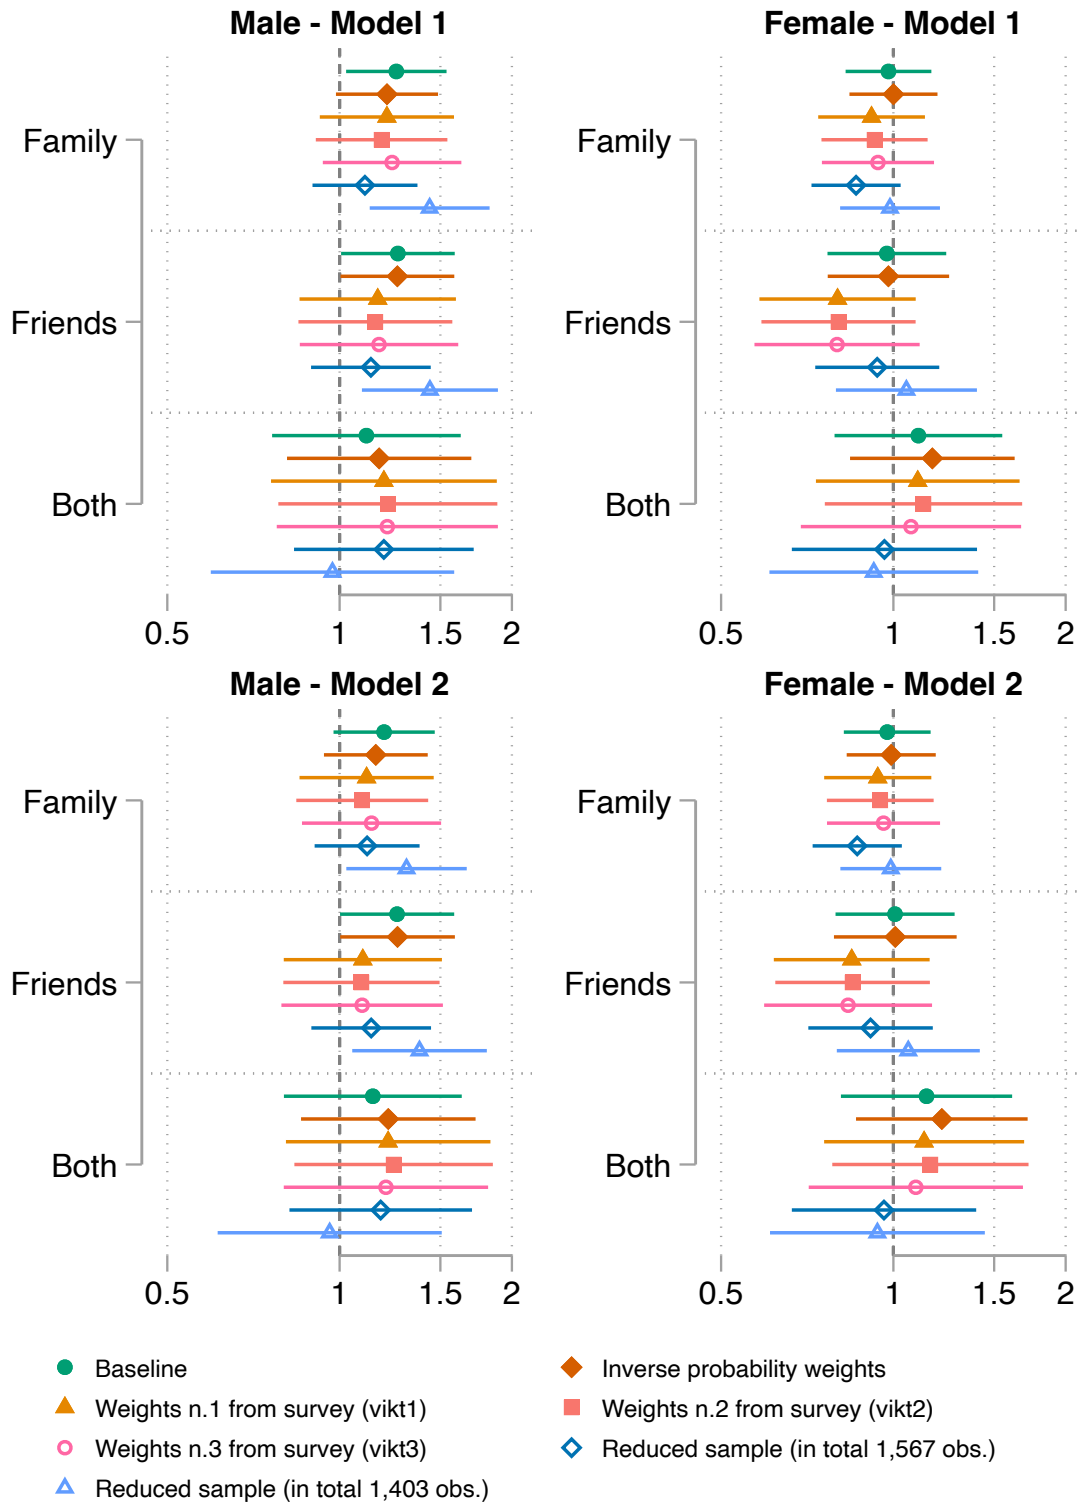 Male - Model 1
Female - Model 1
Family
Family
Friends
Friends
Both
Both
0.5 1 1.5 2
0.5 1 1.5 2
Male - Model 2
Female - Model 2
Family
Family
Friends
Friends
Both
Both
0.5 1 1.5 2
0.5 1 1.5 2
Baseline
Inverse probability weights
Weights n.1 from survey (vikt1)
Weights n.2 from survey (vikt2)
Weights n.3 from survey (vikt3)
Reduced sample (in total 1,567 obs.)
Reduced sample (in total 1,403 obs.)